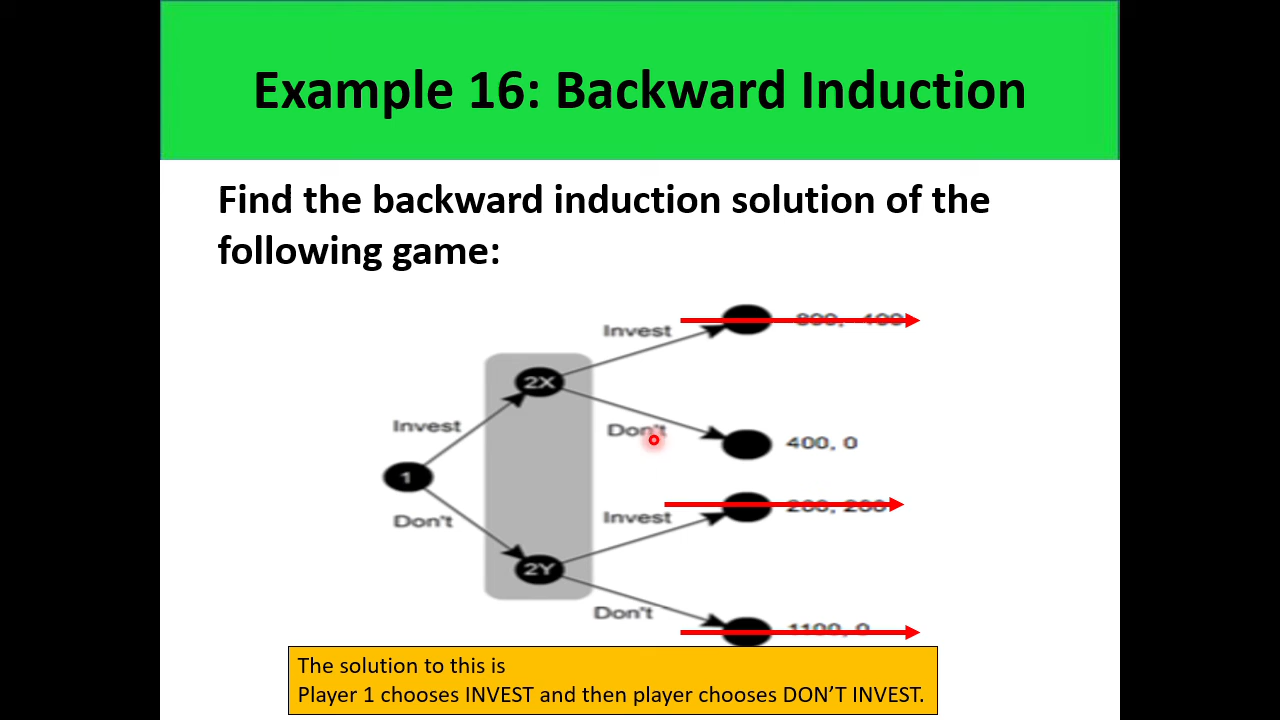 Example 16: Backward Induction
Find the backward induction solution of the
following game:
Invest
2X
Invest
Don't
400, 0
1
Don't
Invest
200, 200
2Y
Don't
1100, 0
The solution to this is
Player 1 chooses INVEST and then player chooses DON'T INVEST.